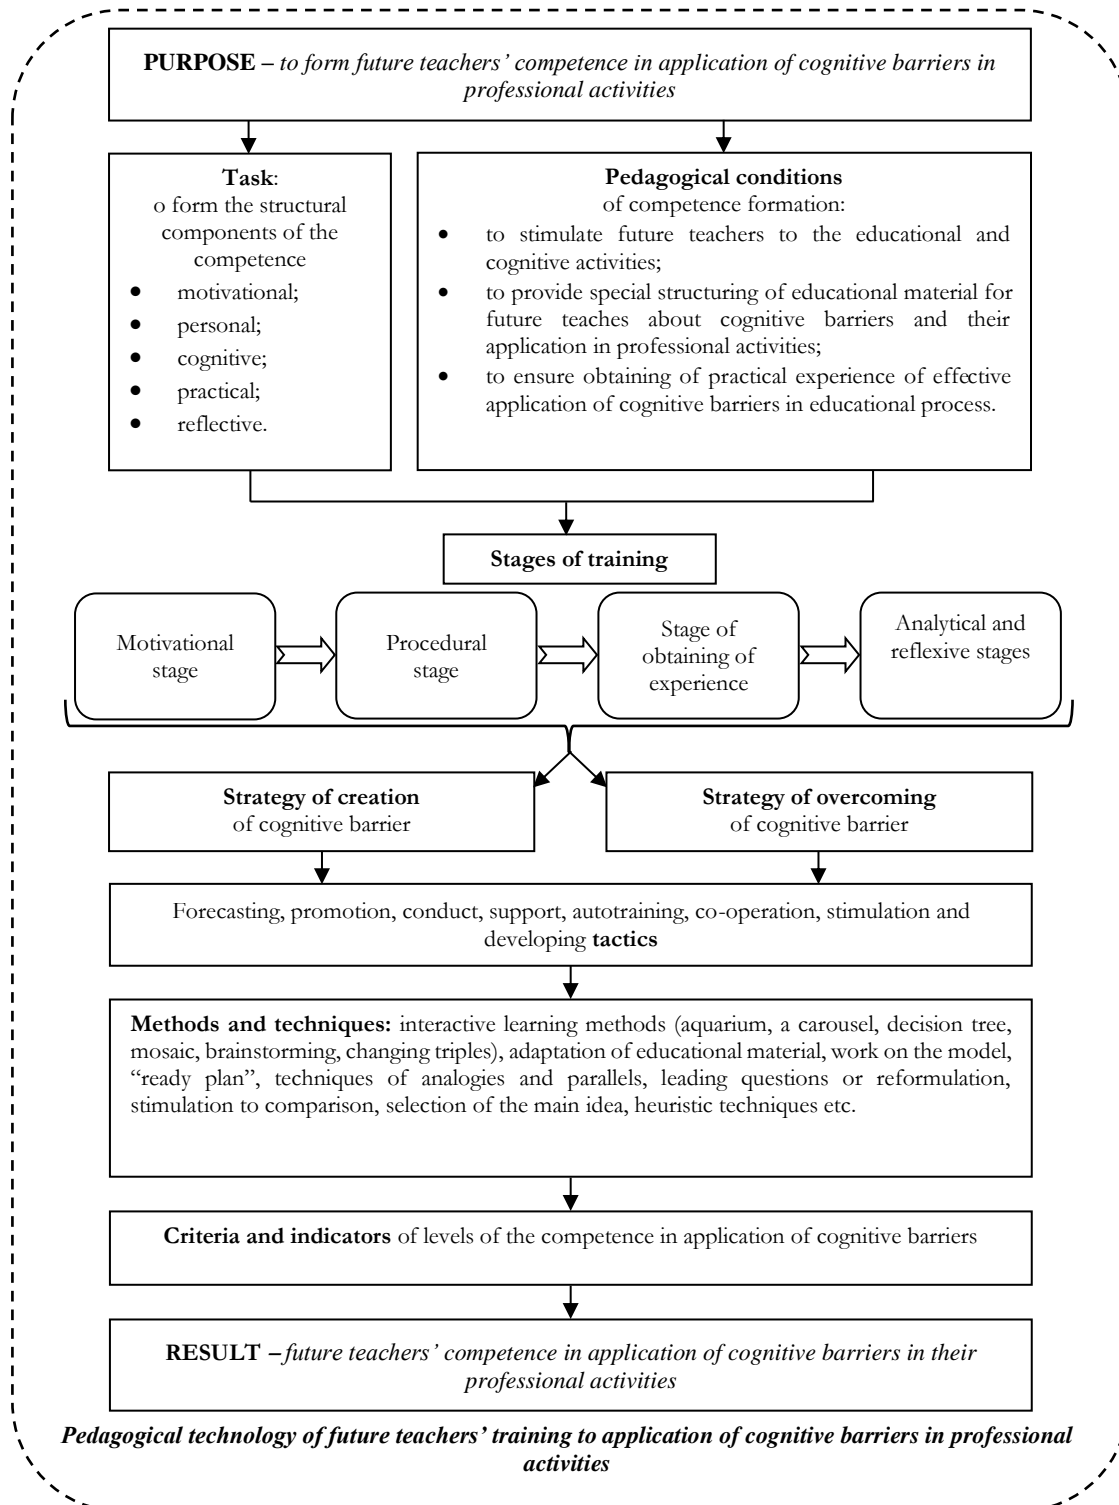 PURPOSE – to form future teachers’ competence in application of cognitive barriers in
professional activities
Task:
o form the structural
components of the
competence
• motivational;
• personal;
• cognitive;
• practical;
• reflective.
Pedagogical conditions
of competence formation:
• to stimulate future teachers to the educational and
cognitive activities;
• to provide special structuring of educational material for
future teaches about cognitive barriers and their
application in professional activities;
• to ensure obtaining of practical experience of effective
application of cognitive barriers in educational process.
Stages of training
Motivational
stage
Procedural
stage
Stage of
obtaining of
experience
Analytical and
reflexive stages
Strategy of creation
of cognitive barrier
Strategy of overcoming
of cognitive barrier
Forecasting, promotion, conduct, support, autotraining, co-operation, stimulation and
developing tactics
Methods and techniques: interactive learning methods (aquarium, a carousel, decision tree,
mosaic, brainstorming, changing triples), adaptation of educational material, work on the model,
“ready plan”, techniques of analogies and parallels, leading questions or reformulation,
stimulation to comparison, selection of the main idea, heuristic techniques etc.
Criteria and indicators of levels of the competence in application of cognitive barriers
RESULT – future teachers’ competence in application of cognitive barriers in their
professional activities
Pedagogical technology of future teachers’ training to application of cognitive barriers in professional
activities